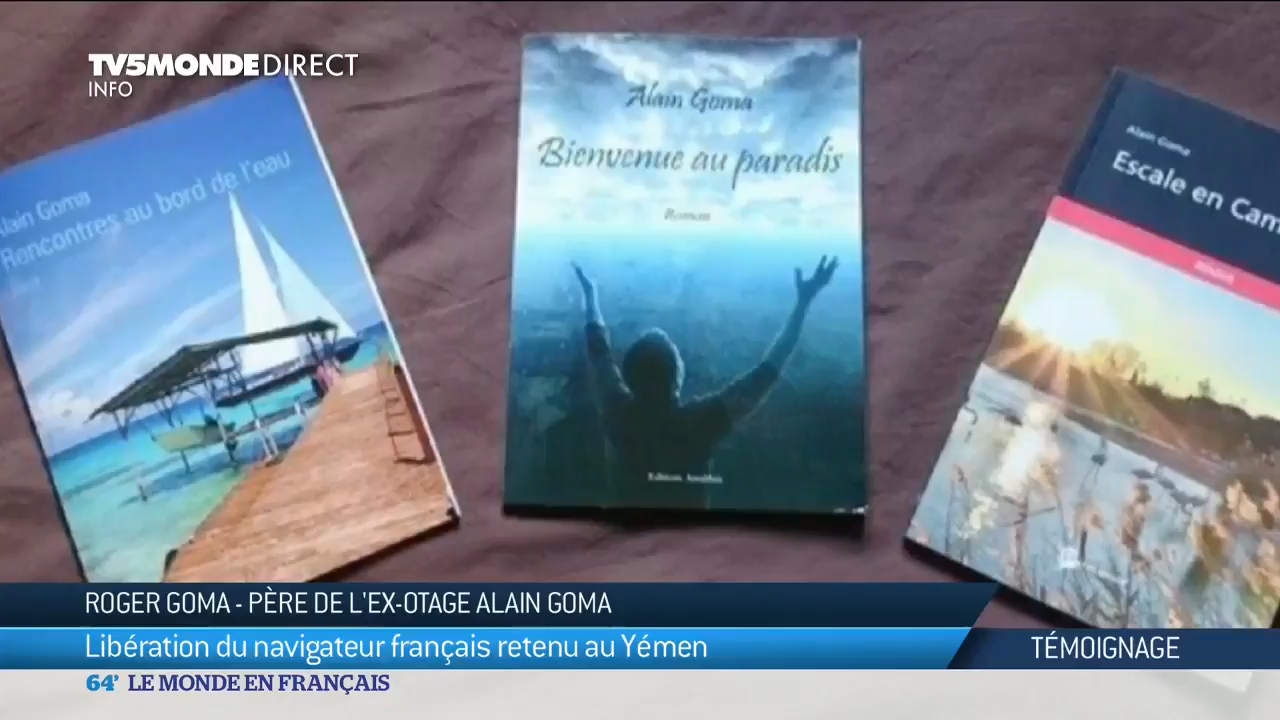 TV5MONDE DIRECT
INFO
Alain Goma
Rencontres au bord de l'eau
Alain Goma
Bienvenue au paradis
Roman
Alain Goma
Escale en Cam
ROGER GOMA - PÈRE DE L'EX-OTAGE ALAIN GOMA
Libération du navigateur français retenu au Yémen
TÉMOIGNAGE
64' LE MONDE EN FRANÇAIS